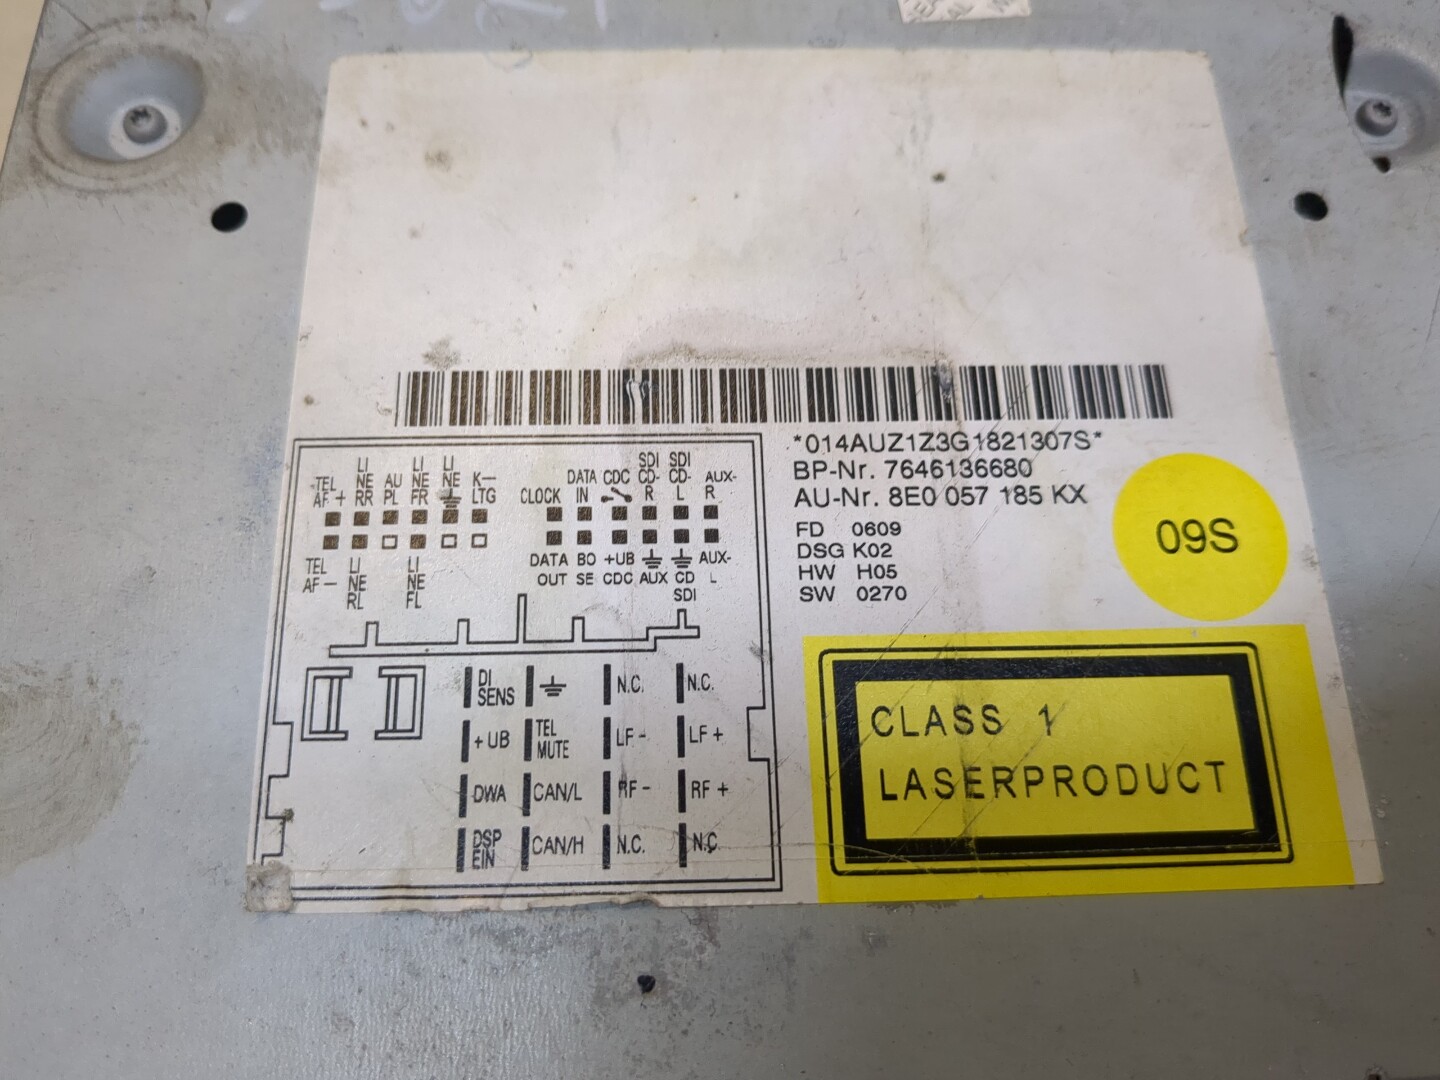 *014AUZ1Z3G1821307S*
BP-Nr. 7646136680
AU-Nr. 8E0 057 185 KX
FD 0609
DSG K02
HW H05
SW 0270
09S
CLASS 1
LASERPRODUCT
TEL AF +
LI NE RR
AU PL
LI NE FR
LI NE
K— LTG
TEL AF —
LI NE RL
LI NE FL
CLOCK
DATA IN
CDC
SDI CD- R
SDI CD- L
AUX- R
DATA OUT
BO SE
+UB CDC
AUX
CD SDI
AUX- L
DI SENS
N.C.
N.C.
+ UB
TEL MUTE
LF -
LF +
DWA
CAN/L
RF -
RF +
DSP EIN
CAN/H
N.C.
N.C.